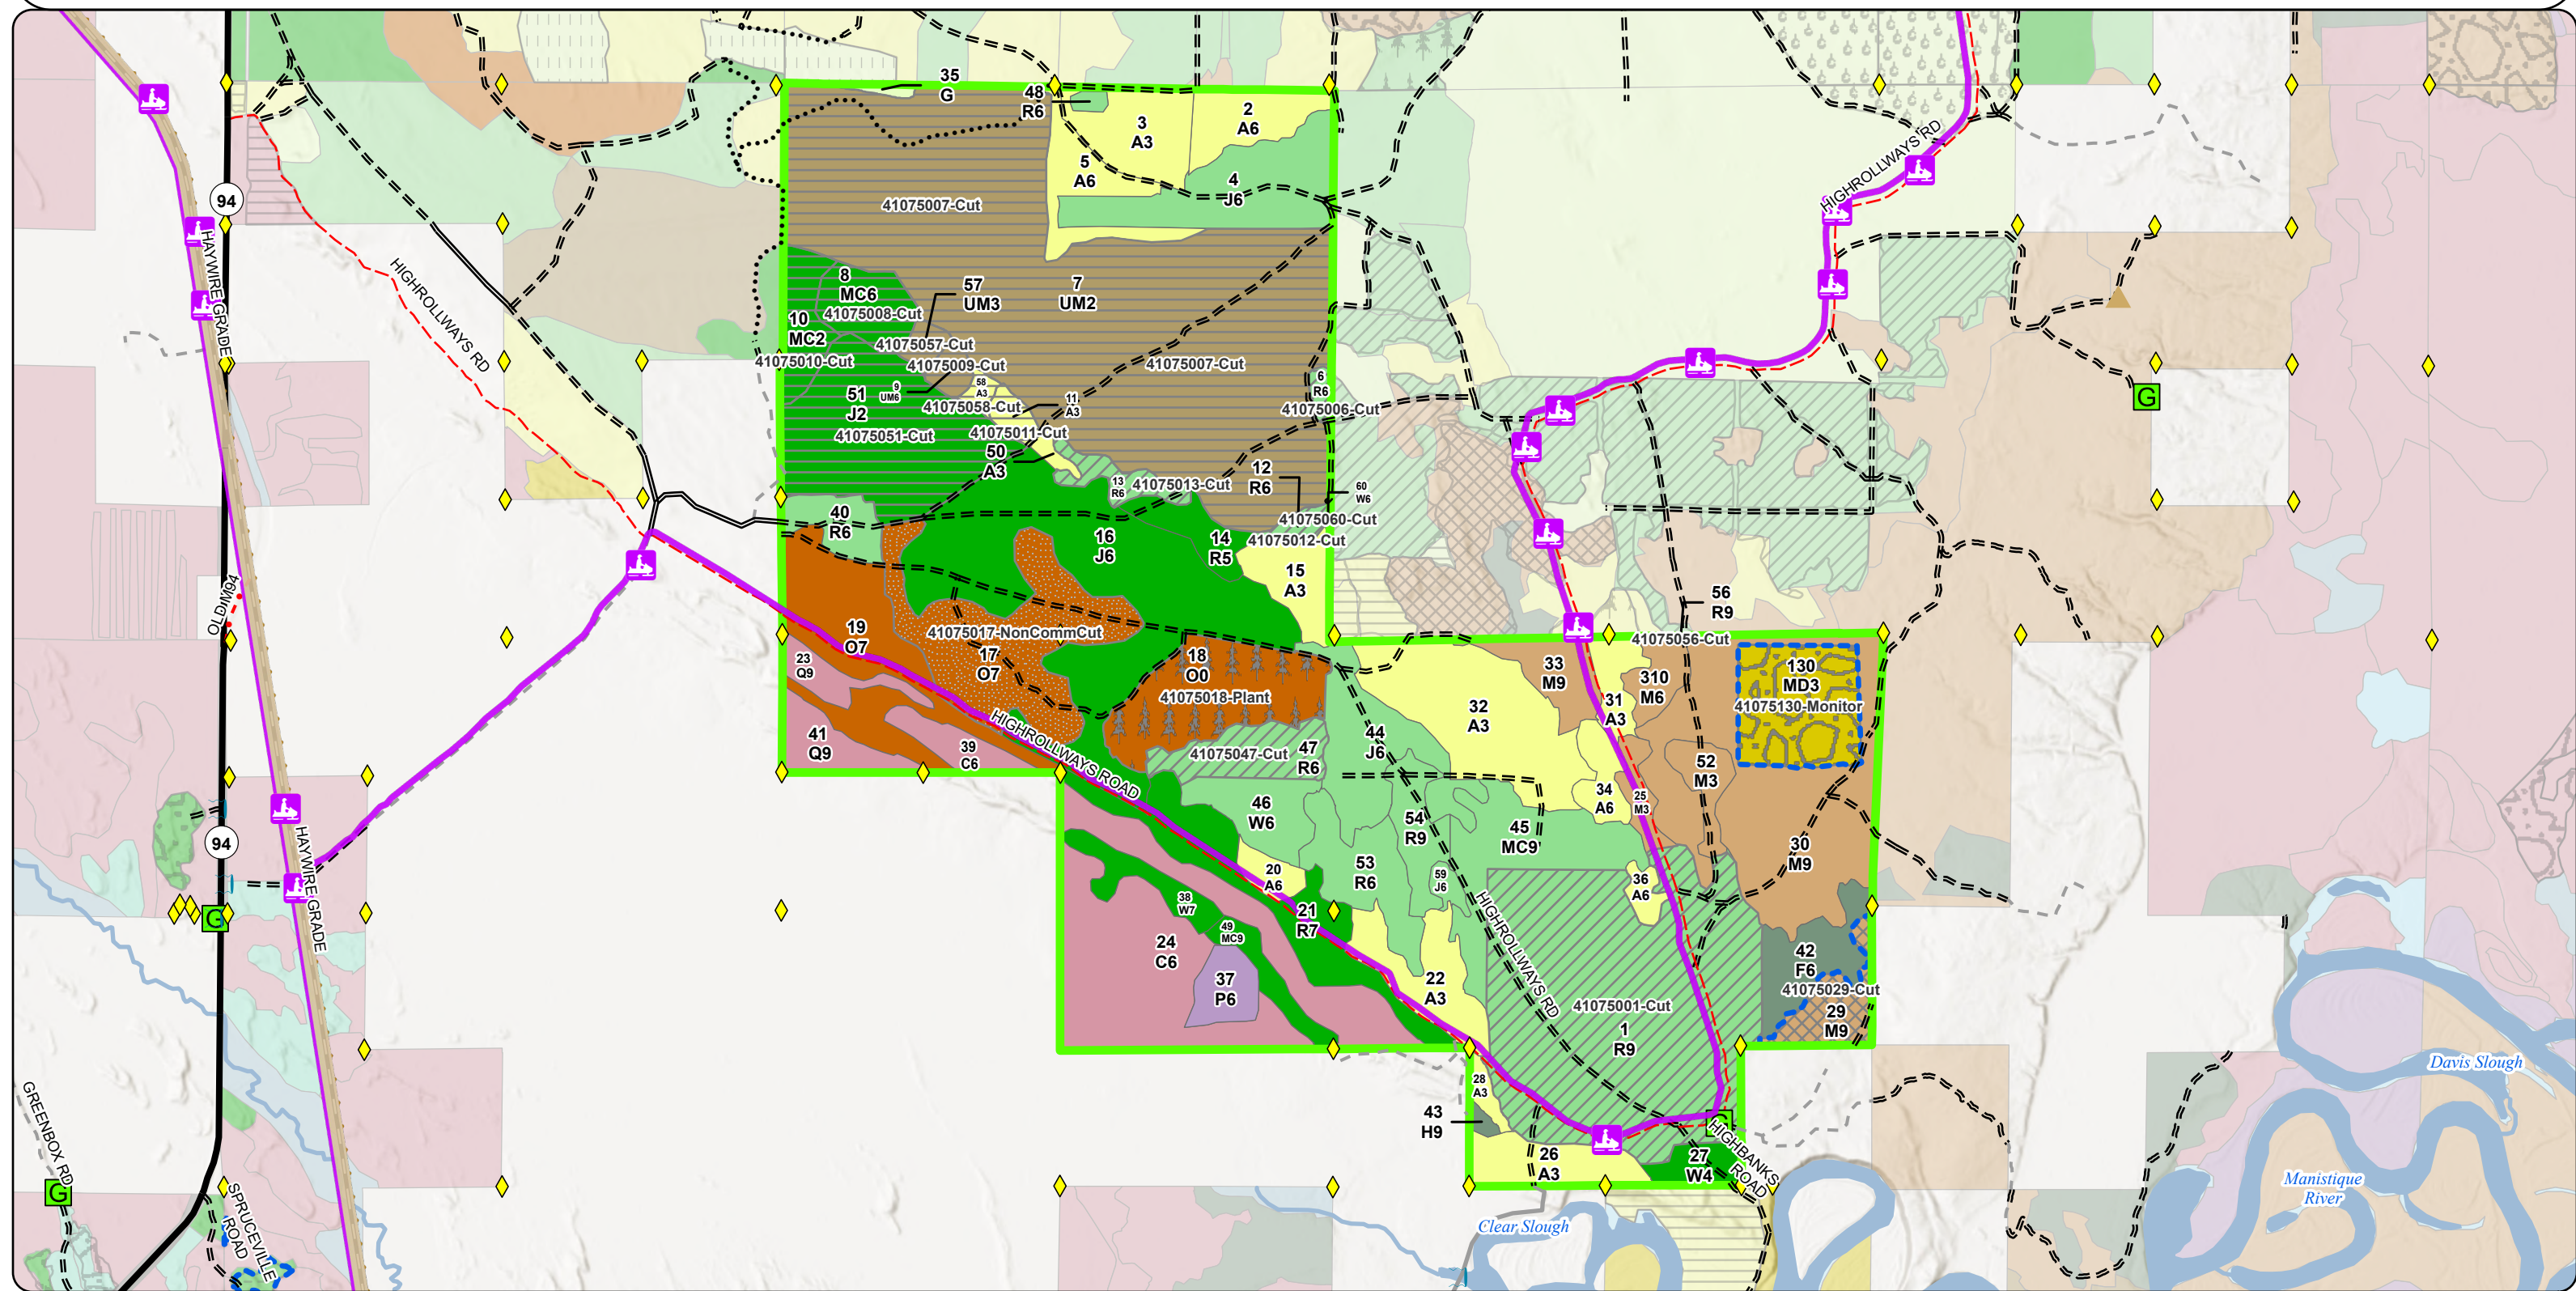 35
G
48
R6
3
A3
2
A6
5
A6
4
J6
94
HAYWIRE GRADE
HIGHROLLWAYS RD
HIGHROLLWAYS RD
41075007-Cut
8
MC6
41075008-Cut
57
UM3
7
UM2
10
MC2
41075010-Cut
41075057-Cut
41075009-Cut
41075007-Cut
9
UM6
58
A3
51
J2
41075058-Cut
11
A3
6
R6
41075006-Cut
41075051-Cut
41075011-Cut
50
A3
13
R6
41075013-Cut
12
R6
60
W6
41075060-Cut
41075012-Cut
40
R6
16
J6
14
R5
15
A3
G
OLD M94
19
O7
23
Q9
41075017-NonCommCut
17
O7
18
O0
41075018-Plant
56
R9
41075056-Cut
33
M9
310
M6
130
MD3
41075130-Monitor
32
A3
31
A3
44
J6
41
Q9
39
C6
HIGHROLLWAYS ROAD
41075047-Cut
47
R6
52
M3
34
A6
25
M3
46
W6
54
R9
45
MC9
30
M9
94
HAYWIRE GRADE
G
20
A6
53
R6
59
J6
36
A6
38
W7
49
MC9
21
R7
24
C6
37
P6
22
A3
HIGHROLLWAYS RD
41075001-Cut
1
R9
42
F6
41075029-Cut
29
M9
28
A3
43
H9
26
A3
27
W4
G
HIGHBANKS
ROAD
GREENBOX RD
G
SPRUCEVILLE
ROAD
Clear Slough
Davis Slough
Manistique
River